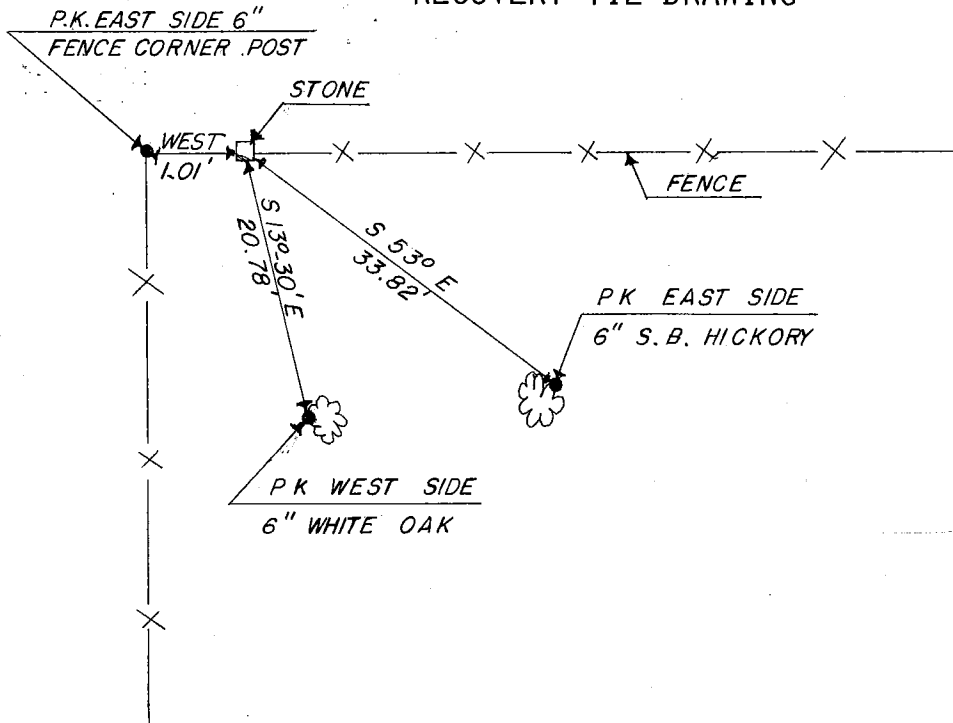 RECOVERY TIE DRAWING
P.K. EAST SIDE 6"
FENCE CORNER POST
STONE
WEST
1.01'
FENCE
S 13°-30' E
20.78'
S 53° E
33.82'
PK EAST SIDE
6" S.B. HICKORY
PK WEST SIDE
6" WHITE OAK